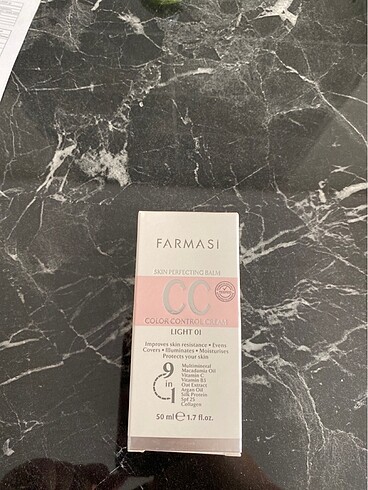 FARMASI
SKIN PERFECTING BALM
CC
COLOR CONTROL CREAM
LIGHT 01
Improves skin resistance • Evens
Covers • Illuminates • Moisturises
Protects your skin
9 in 1
Multimineral
Macadamia Oil
Vitamin C
Vitamin B3
Oat Extract
Argan Oil
Silk Protein
Spf 25
Collagen
50 ml ℮ 1.7 fl.oz.